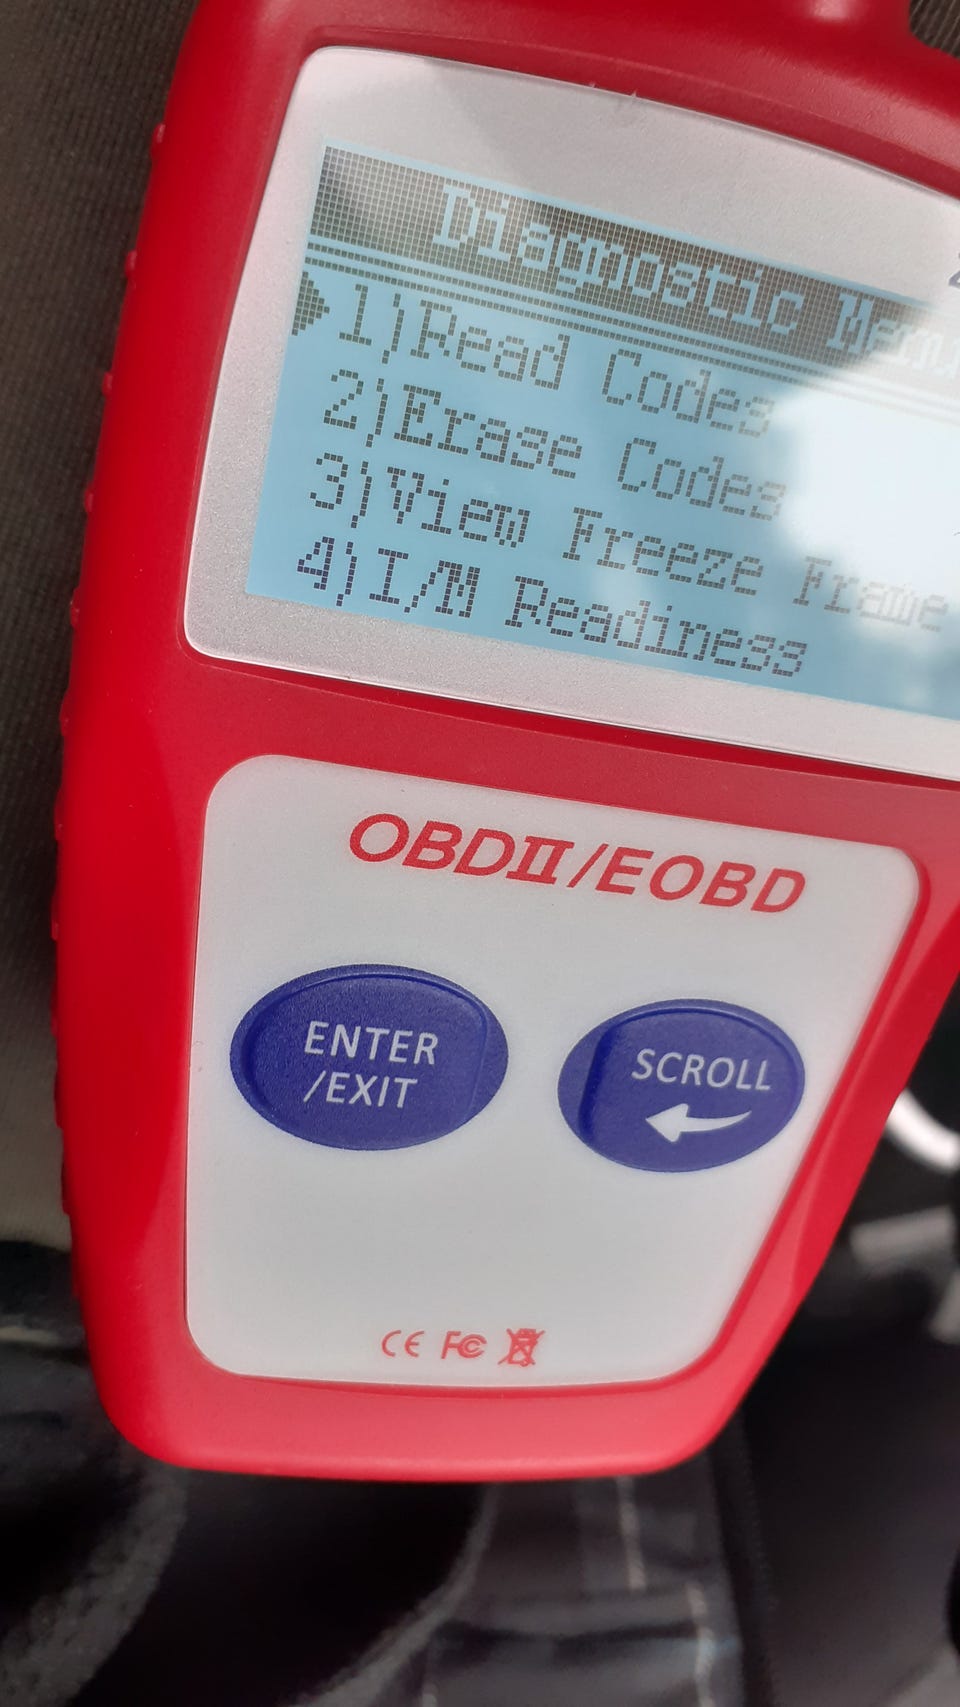 Diagnostic Menu
1)Read Codes
2)Erase Codes
3)View Freeze Frame
4)I/M Readiness
OBDII/EOBD
ENTER
/EXIT
SCROLL
CE FC